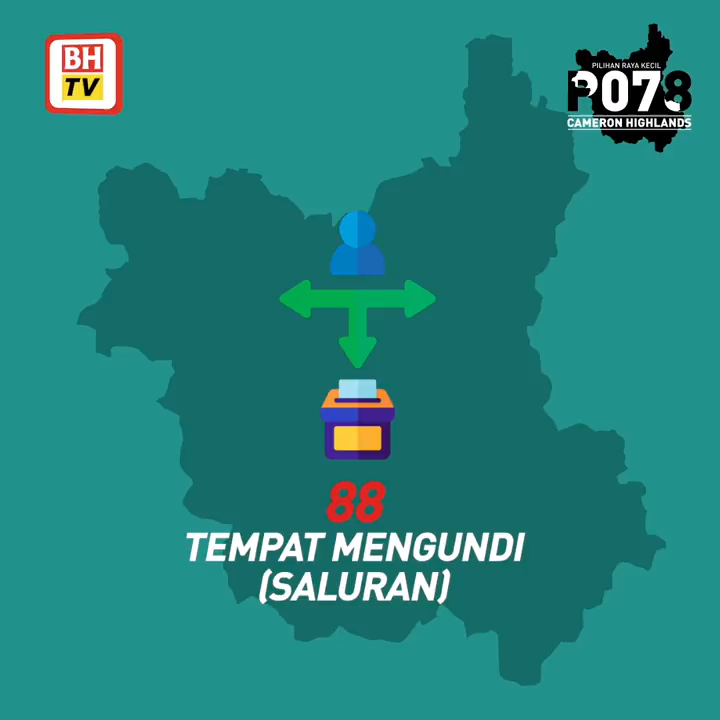 BH
TV
PILIHAN RAYA KECIL
P078
CAMERON HIGHLANDS
88
TEMPAT MENGUNDI
(SALURAN)